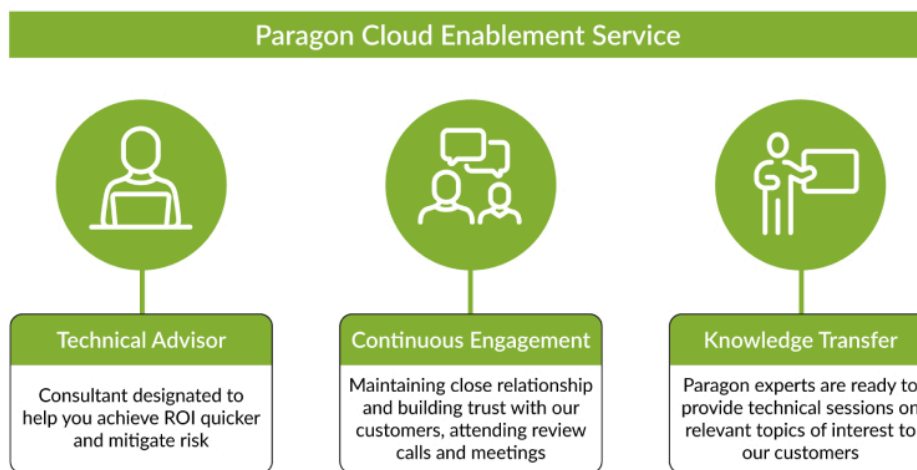 Paragon Cloud Enablement Service
Technical Advisor
Consultant designated to
help you achieve ROI quicker
and mitigate risk
Continuous Engagement
Maintaining close relationship
and building trust with our
customers, attending review
calls and meetings
Knowledge Transfer
Paragon experts are ready to
provide technical sessions on
relevant topics of interest to
our customers